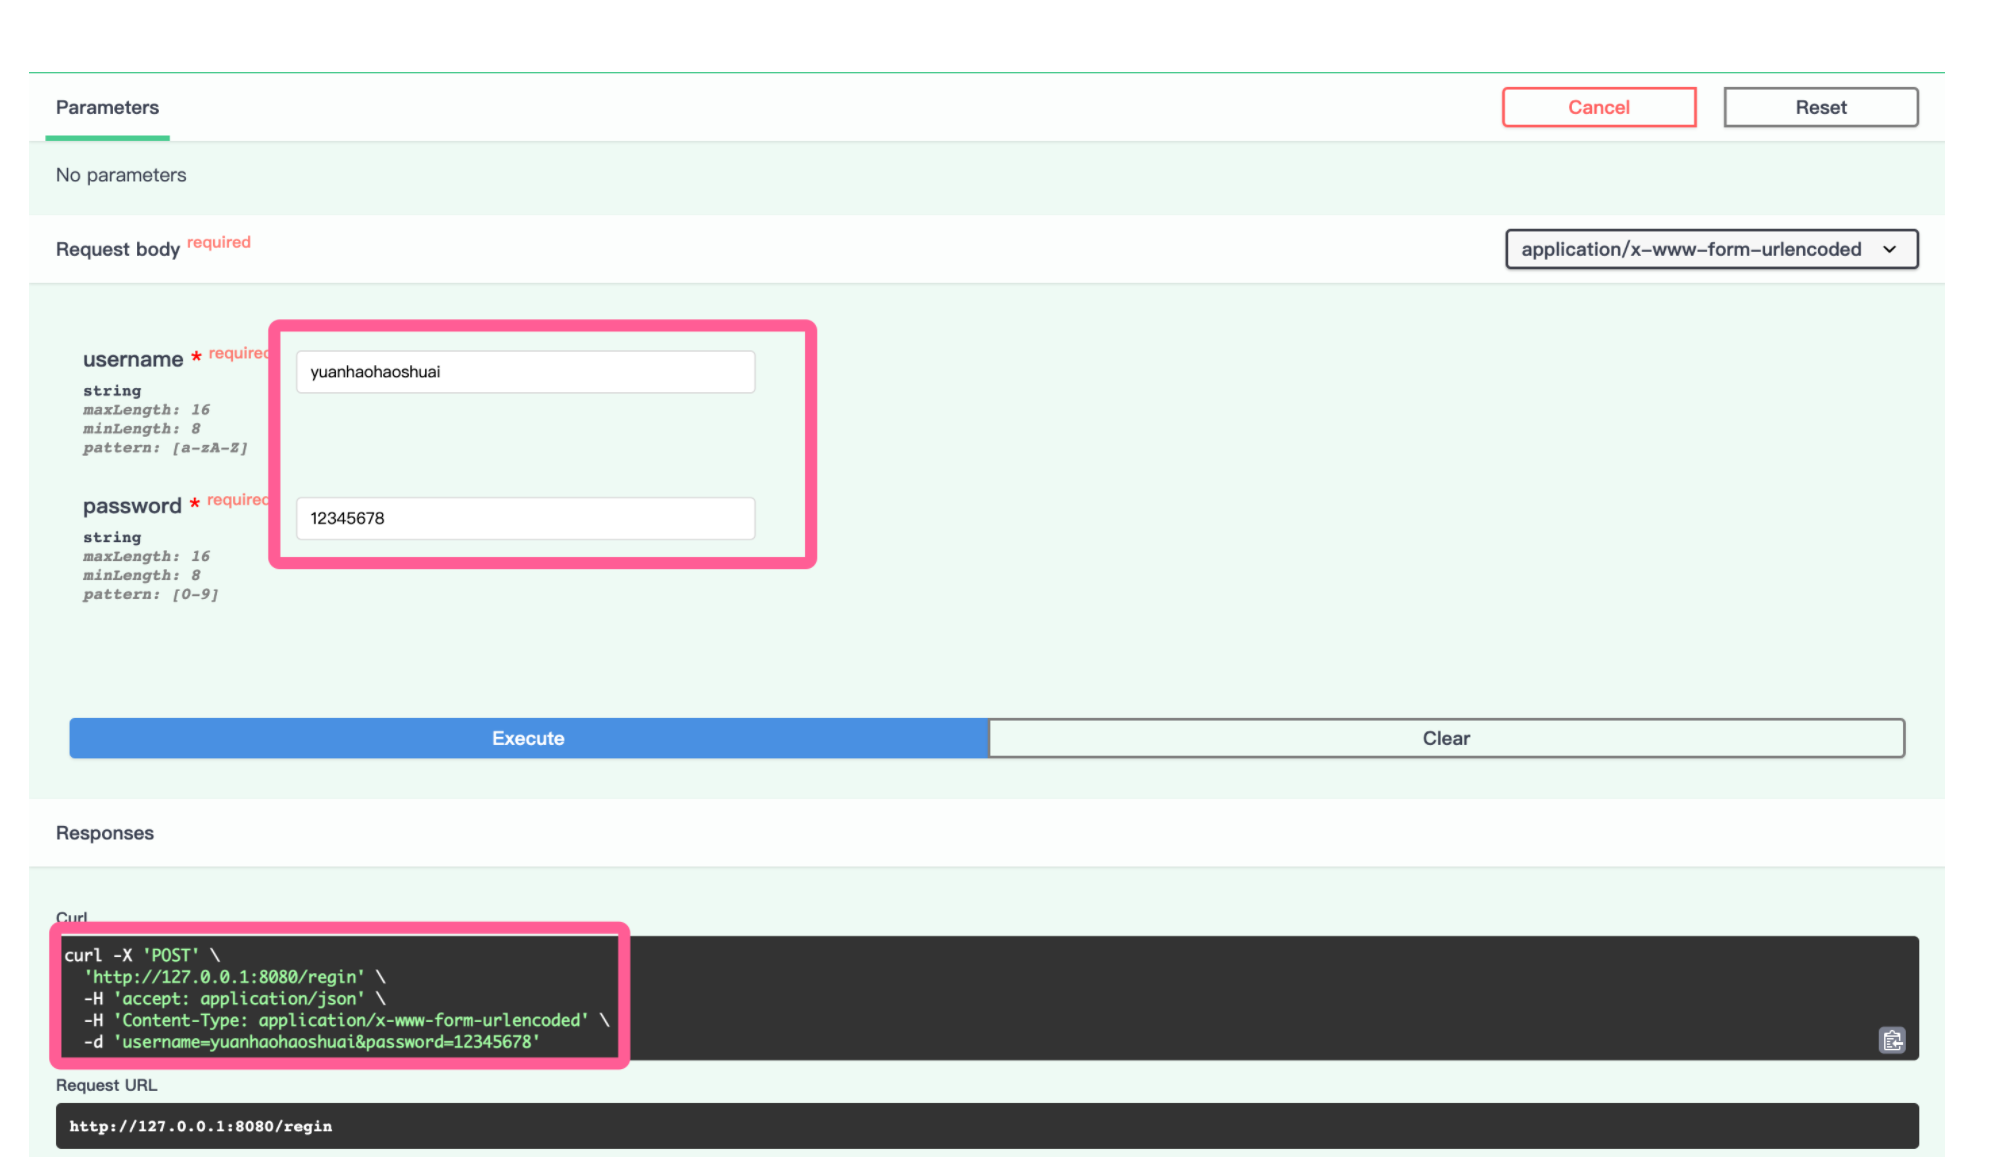 Parameters
Cancel
Reset
No parameters
Request body required
application/x-www-form-urlencoded
username * required
yuanhaohaoshuai
string
maxLength: 16
minLength: 8
pattern: [a-zA-Z]
password * required
12345678
string
maxLength: 16
minLength: 8
pattern: [0-9]
Execute
Clear
Responses
Curl
curl -X 'POST' \
'http://127.0.0.1:8080/regin' \
-H 'accept: application/json' \
-H 'Content-Type: application/x-www-form-urlencoded' \
-d 'username=yuanhaohaoshuai&password=12345678'
Request URL
http://127.0.0.1:8080/regin